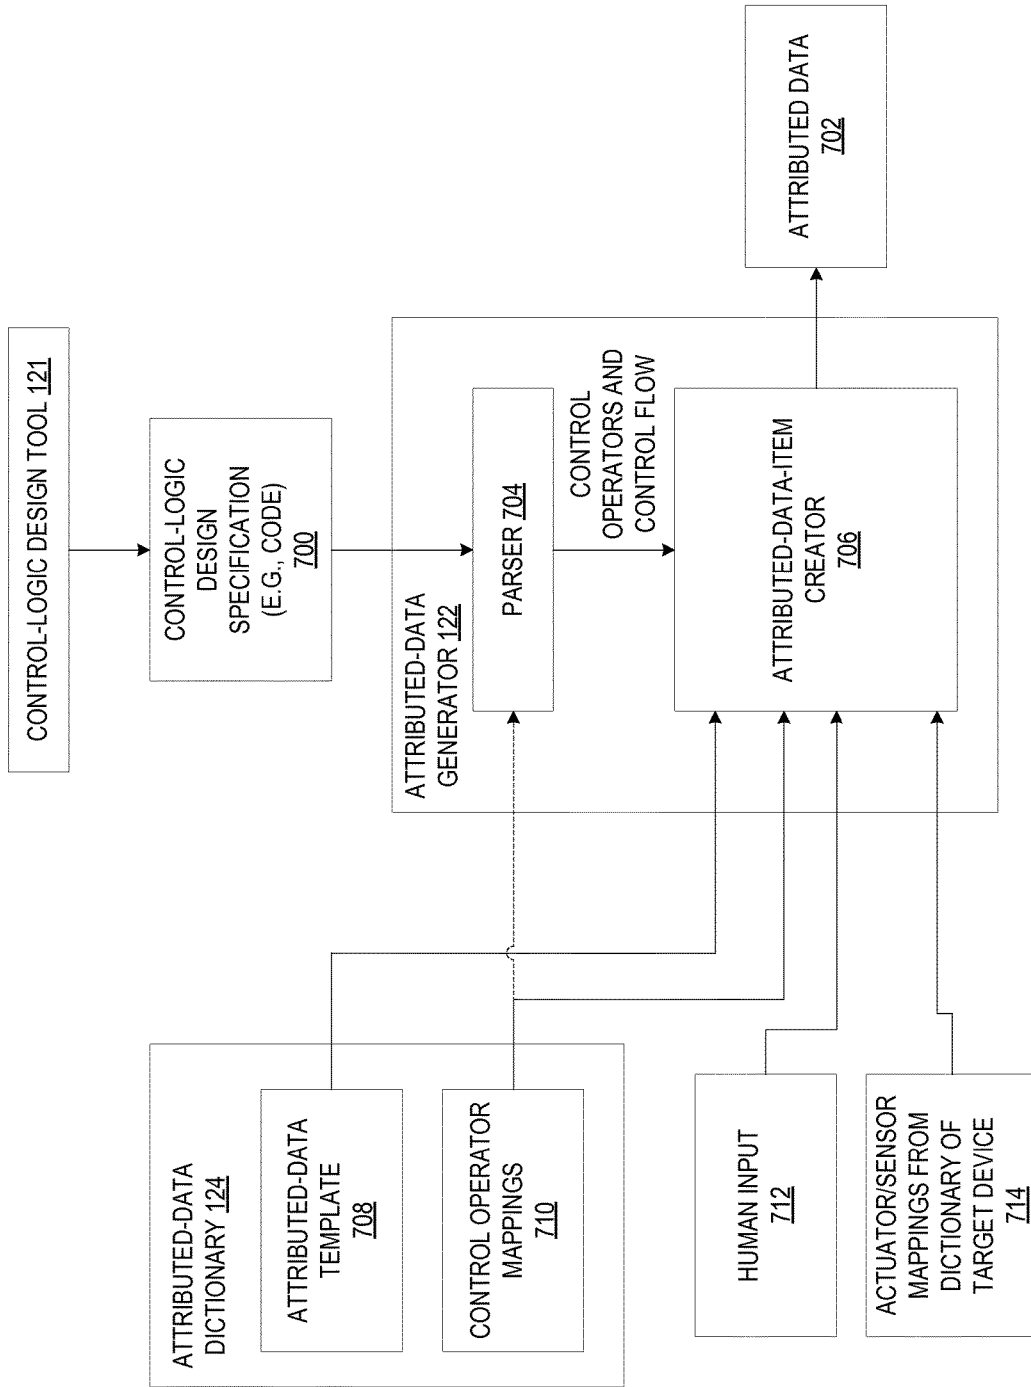 CONTROL-LOGIC DESIGN TOOL 121
CONTROL-LOGIC
DESIGN
SPECIFICATION
(E.G., CODE)
700
ATTRIBUTED-DATA
DICTIONARY 124
ATTRIBUTED-DATA
TEMPLATE
708
CONTROL OPERATOR
MAPPINGS
710
ATTRIBUTED-DATA
GENERATOR 122
PARSER 704
CONTROL
OPERATORS AND
CONTROL FLOW
ATTRIBUTED-DATA-ITEM
CREATOR
706
ATTRIBUTED DATA
702
HUMAN INPUT
712
ACTUATOR/SENSOR
MAPPINGS FROM
DICTIONARY OF
TARGET DEVICE
714